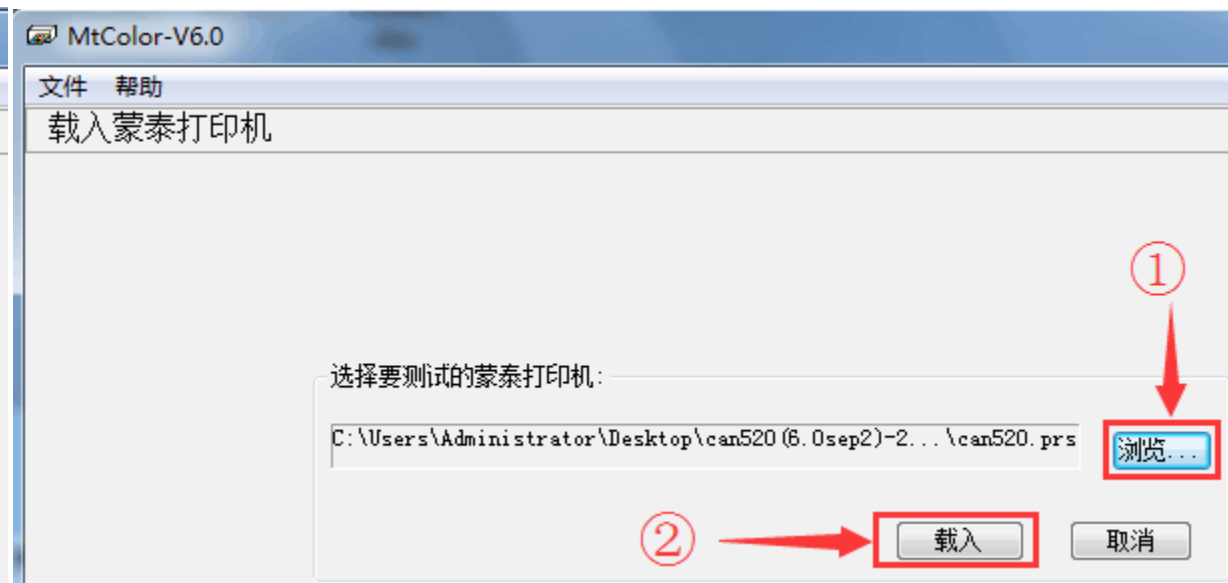 MtColor-V6.0
文件 帮助
载入蒙泰打印机
①
选择要测试的蒙泰打印机:
C:\Users\Administrator\Desktop\can520(6.0sep2)-2...\can520.prs
浏览...
②
载入 取消